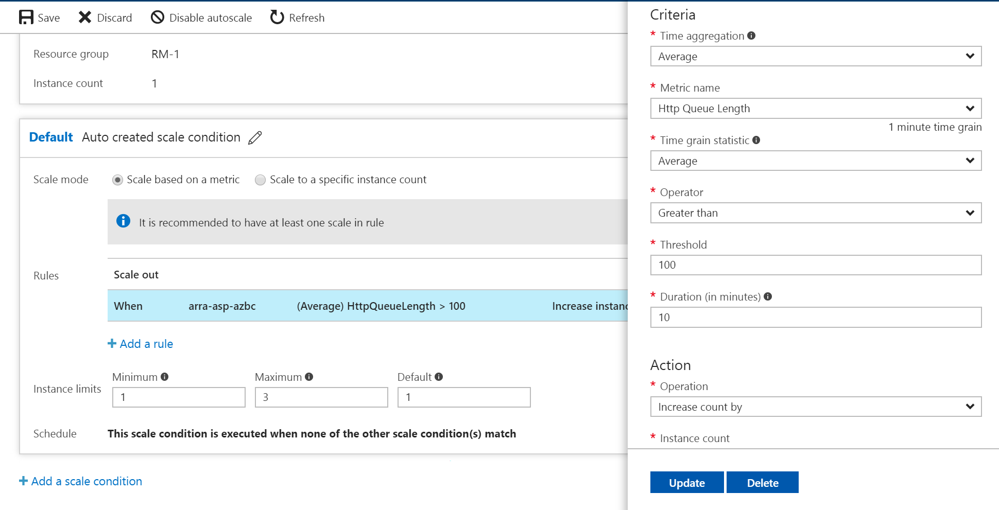 Save Discard Disable autoscale Refresh
Resource group RM-1
Instance count 1
Default Auto created scale condition
Scale mode Scale based on a metric Scale to a specific instance count
It is recommended to have at least one scale in rule
Rules Scale out
When arra-asp-azbc (Average) HttpQueueLength > 100 Increase instanc
+ Add a rule
Minimum Maximum Default
Instance limits 1 3 1
Schedule This scale condition is executed when none of the other scale condition(s) match
+ Add a scale condition
Criteria
* Time aggregation
Average
* Metric name
Http Queue Length
1 minute time grain
* Time grain statistic
Average
* Operator
Greater than
* Threshold
100
* Duration (in minutes)
10
Action
* Operation
Increase count by
* Instance count
Update Delete